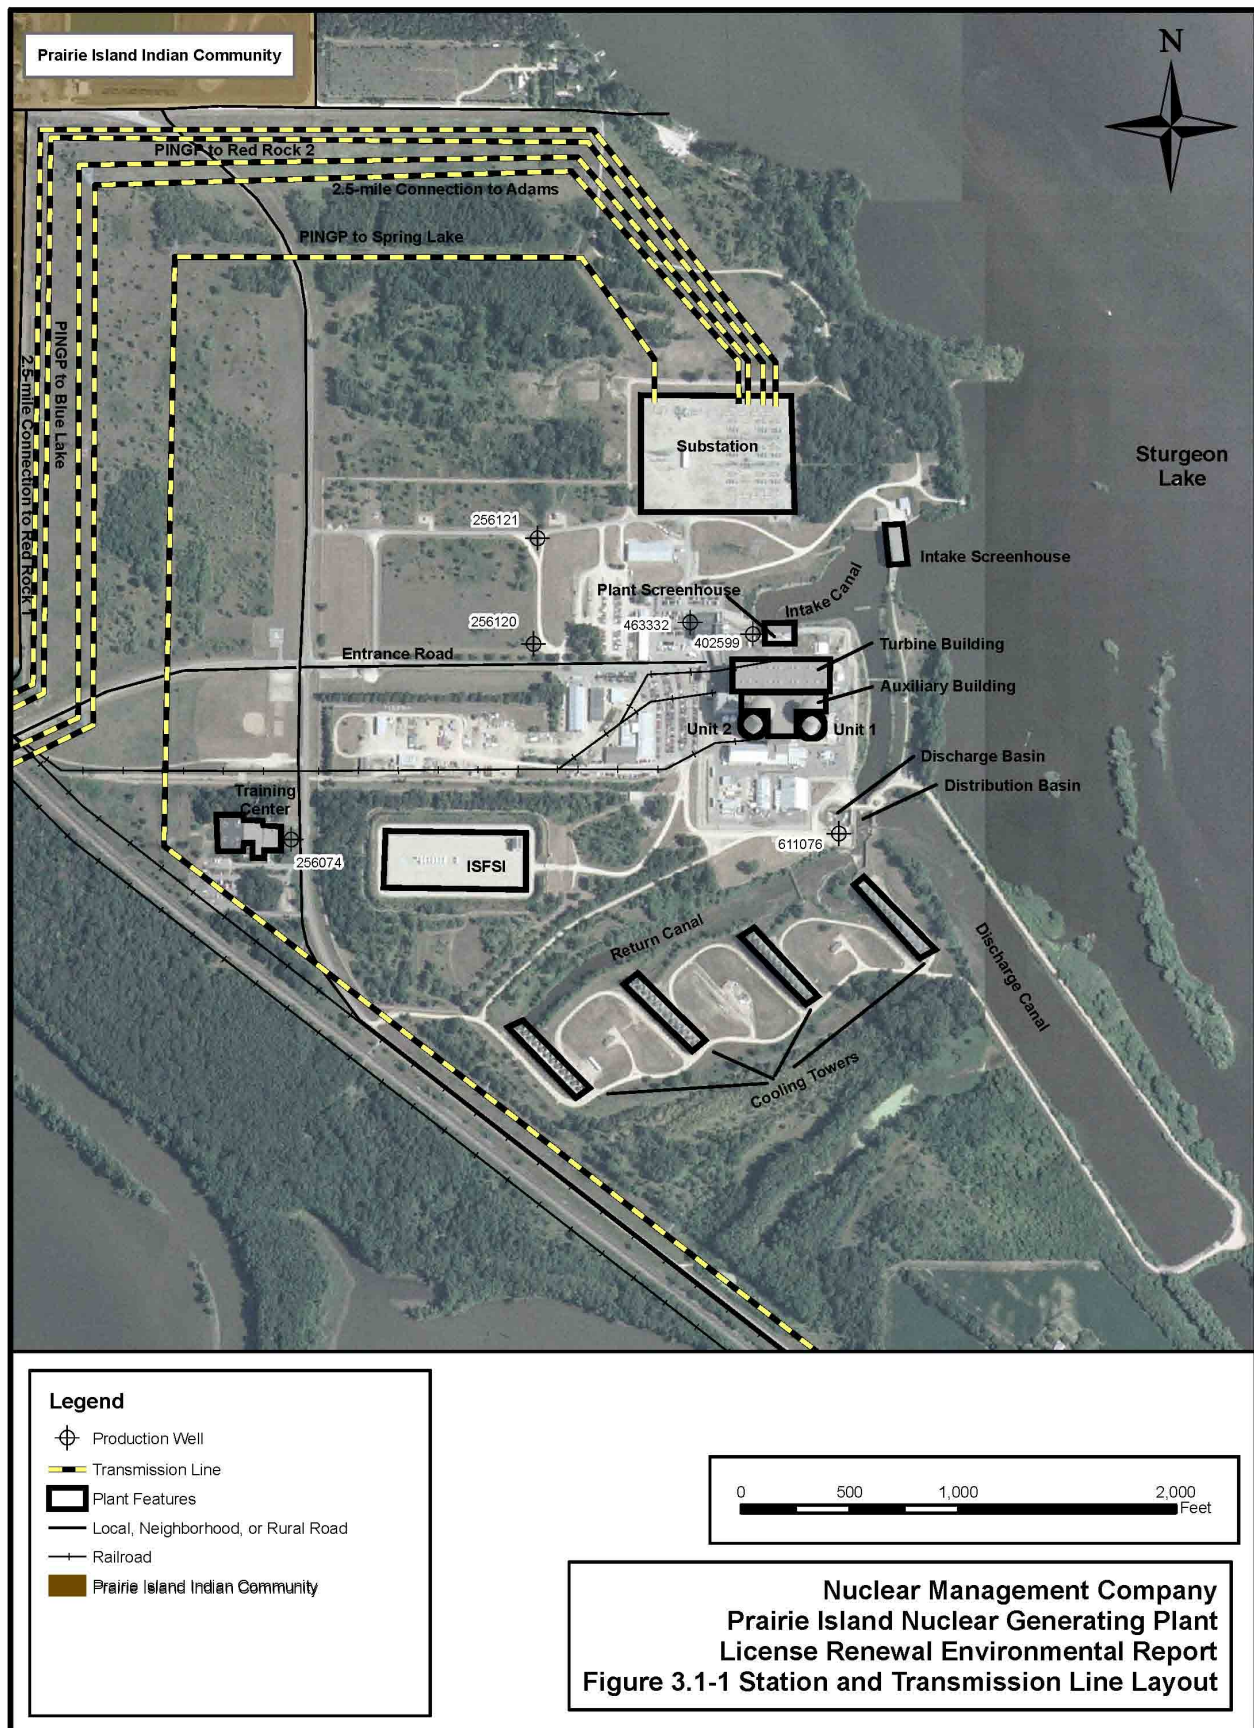 Prairie Island Indian Community
N
PINGP to Red Rock 2
2.5-mile Connection to Adams
PINGP to Spring Lake
PINGP to Blue Lake
2.5-mile Connection to Red Rock 1
Substation
Sturgeon
Lake
256121
Intake Screenhouse
Plant Screenhouse
Intake Canal
463332
256120
402599
Entrance Road
Turbine Building
Auxiliary Building
Unit 2
Unit 1
Discharge Basin
Distribution Basin
Training
Center
611076
256074
ISFSI
Return Canal
Discharge Canal
Cooling Towers
Legend
Production Well
Transmission Line
Plant Features
Local, Neighborhood, or Rural Road
Railroad
Prairie Island Indian Community
0 500 1,000 2,000
Feet
Nuclear Management Company
Prairie Island Nuclear Generating Plant
License Renewal Environmental Report
Figure 3.1-1 Station and Transmission Line Layout